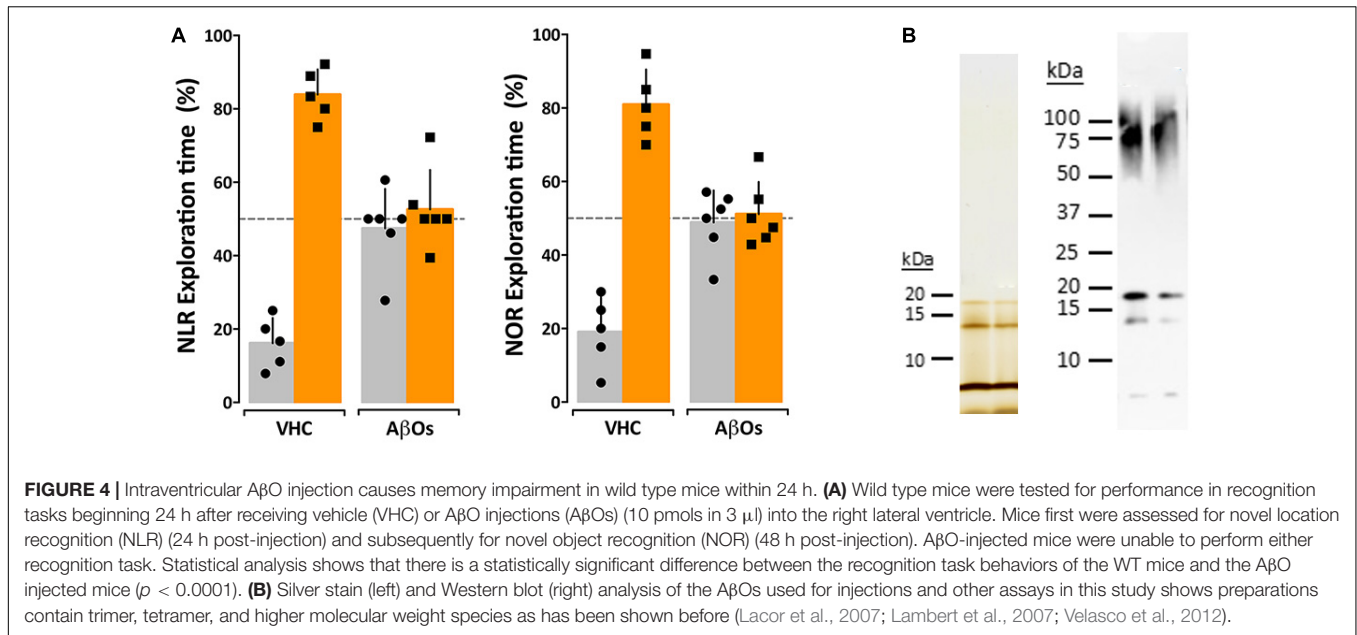 A
NLR Exploration time (%)
100
80
60
40
20
0
VHC
AβOs
NOR Exploration time (%)
100
80
60
40
20
0
VHC
AβOs
B
kDa
20
15
10
kDa
100
75
50
37
25
20
15
10
FIGURE 4 | Intraventricular AβO injection causes memory impairment in wild type mice within 24 h. (A) Wild type mice were tested for performance in recognition
tasks beginning 24 h after receiving vehicle (VHC) or AβO injections (AβOs) (10 pmols in 3 μl) into the right lateral ventricle. Mice first were assessed for novel location
recognition (NLR) (24 h post-injection) and subsequently for novel object recognition (NOR) (48 h post-injection). AβO-injected mice were unable to perform either
recognition task. Statistical analysis shows that there is a statistically significant difference between the recognition task behaviors of the WT mice and the AβO
injected mice (p < 0.0001). (B) Silver stain (left) and Western blot (right) analysis of the AβOs used for injections and other assays in this study shows preparations
contain trimer, tetramer, and higher molecular weight species as has been shown before (Lacor et al., 2007; Lambert et al., 2007; Velasco et al., 2012).